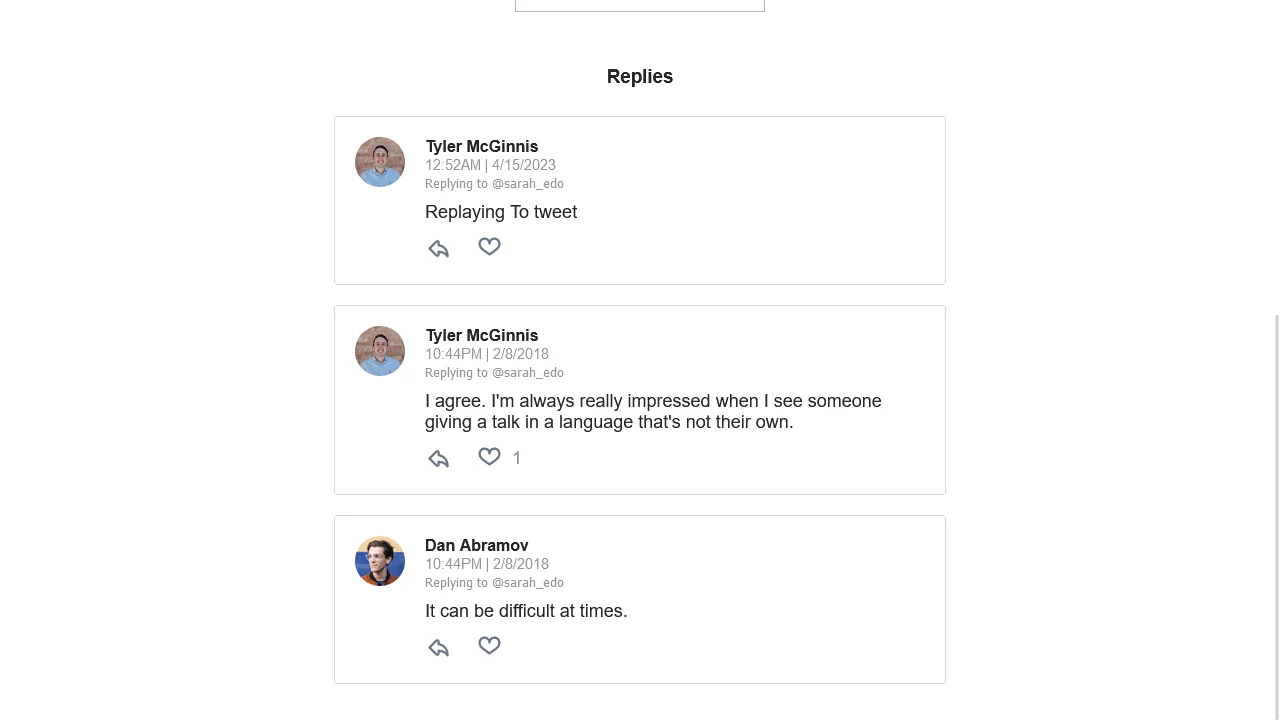 Replies
Tyler McGinnis
12:52AM | 4/15/2023
Replying to @sarah_edo
Replaying To tweet
Tyler McGinnis
10:44PM | 2/8/2018
Replying to @sarah_edo
I agree. I'm always really impressed when I see someone
giving a talk in a language that's not their own.
1
Dan Abramov
10:44PM | 2/8/2018
Replying to @sarah_edo
It can be difficult at times.